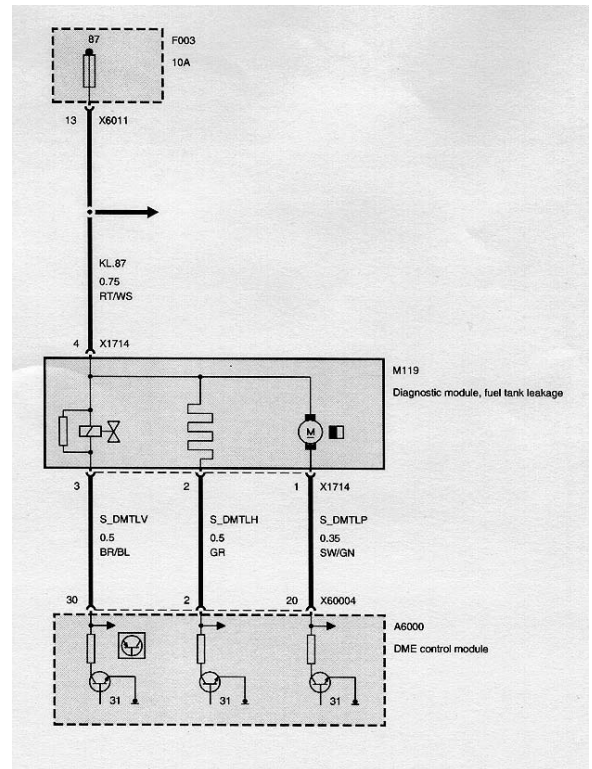 87
F003
10A
13 X6011
KL.87
0.75
RT/WS
4 X1714
M119
Diagnostic module, fuel tank leakage
M
3 2 1 X1714
S_DMTLV S_DMTLH S_DMTLP
0.5 0.5 0.35
BR/BL GR SW/GN
30 2 20 X60004
A6000
DME control module
31 31 31